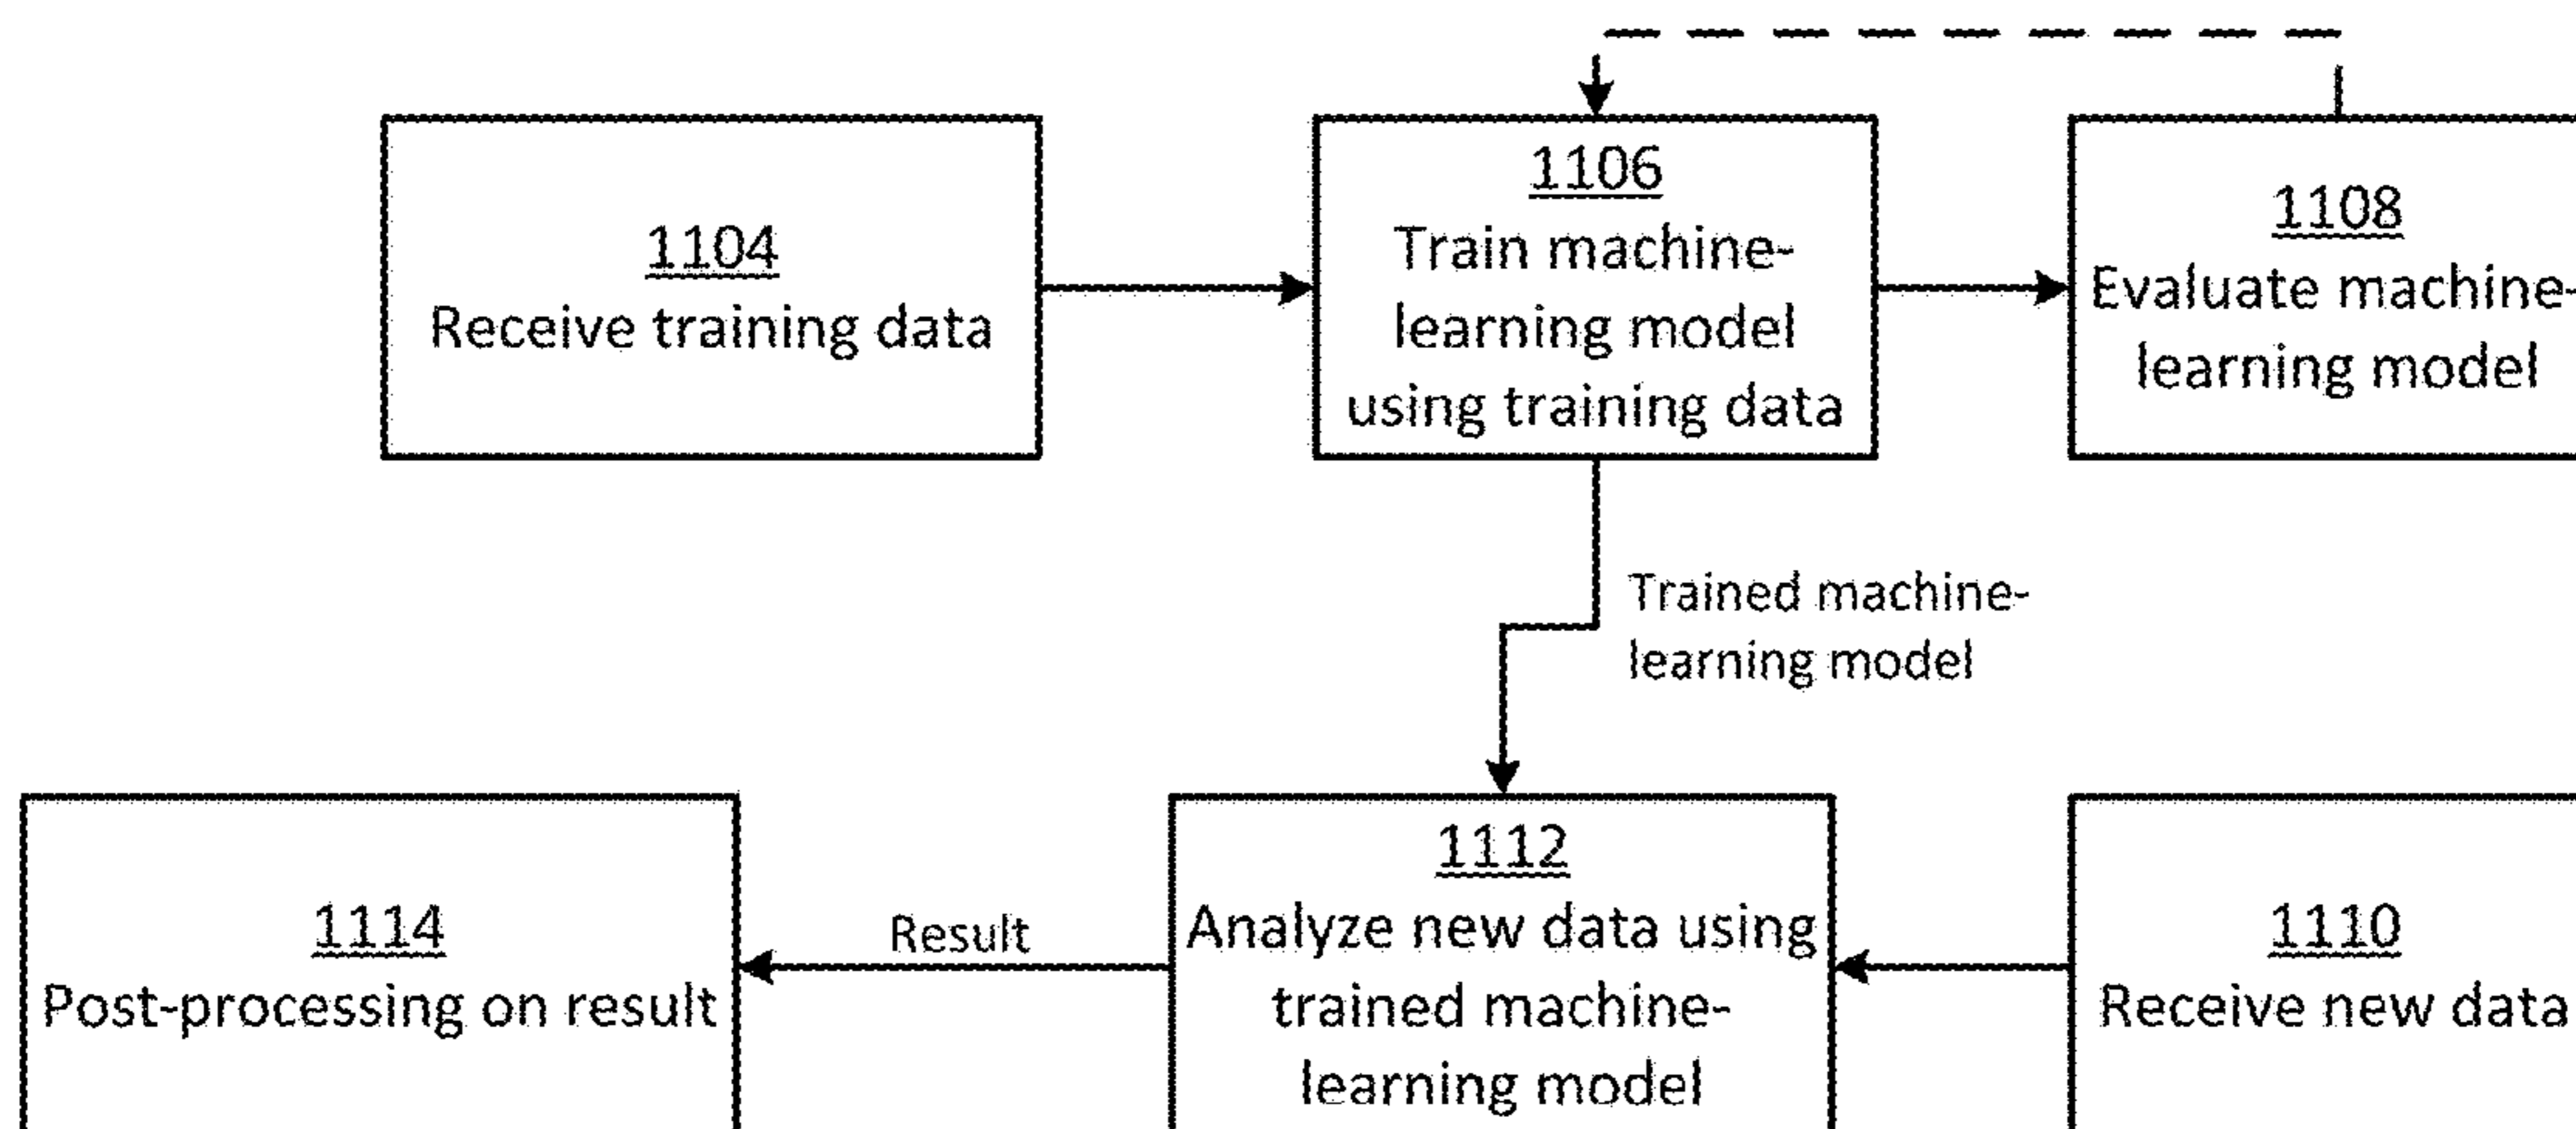 1104
Receive training data
1106
Train machine-
learning model
using training data
1108
Evaluate machine-
learning model
Trained machine-
learning model
1114
Post-processing on result
Result
1112
Analyze new data using
trained machine-
learning model
1110
Receive new data